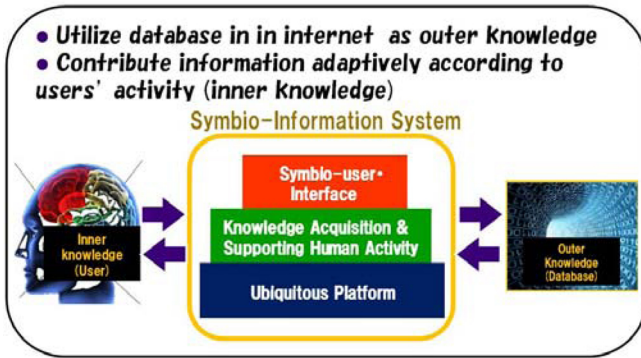 ● Utilize database in in internet as outer knowledge
● Contribute information adaptively according to
users' activity (inner knowledge)
Symbio-Information System
Symbio-user・
Interface
Knowledge Acquisition &
Supporting Human Activity
Ubiquitous Platform
Inner
knowledge
(User)
Outer
Knowledge
(Database)